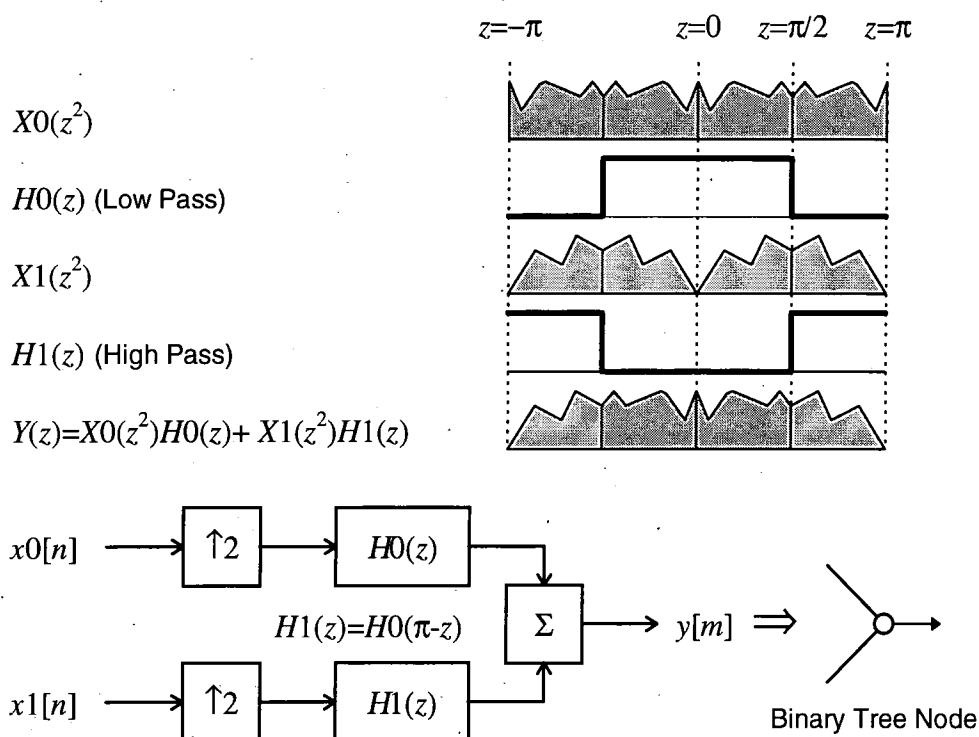 z=−π z=0 z=π/2 z=π
X0(z²)
H0(z) (Low Pass)
X1(z²)
H1(z) (High Pass)
Y(z)=X0(z²)H0(z)+ X1(z²)H1(z)
x0[n] ↑2 H0(z)
H1(z)=H0(π-z) Σ y[m] ⇒
x1[n] ↑2 H1(z)
Binary Tree Node